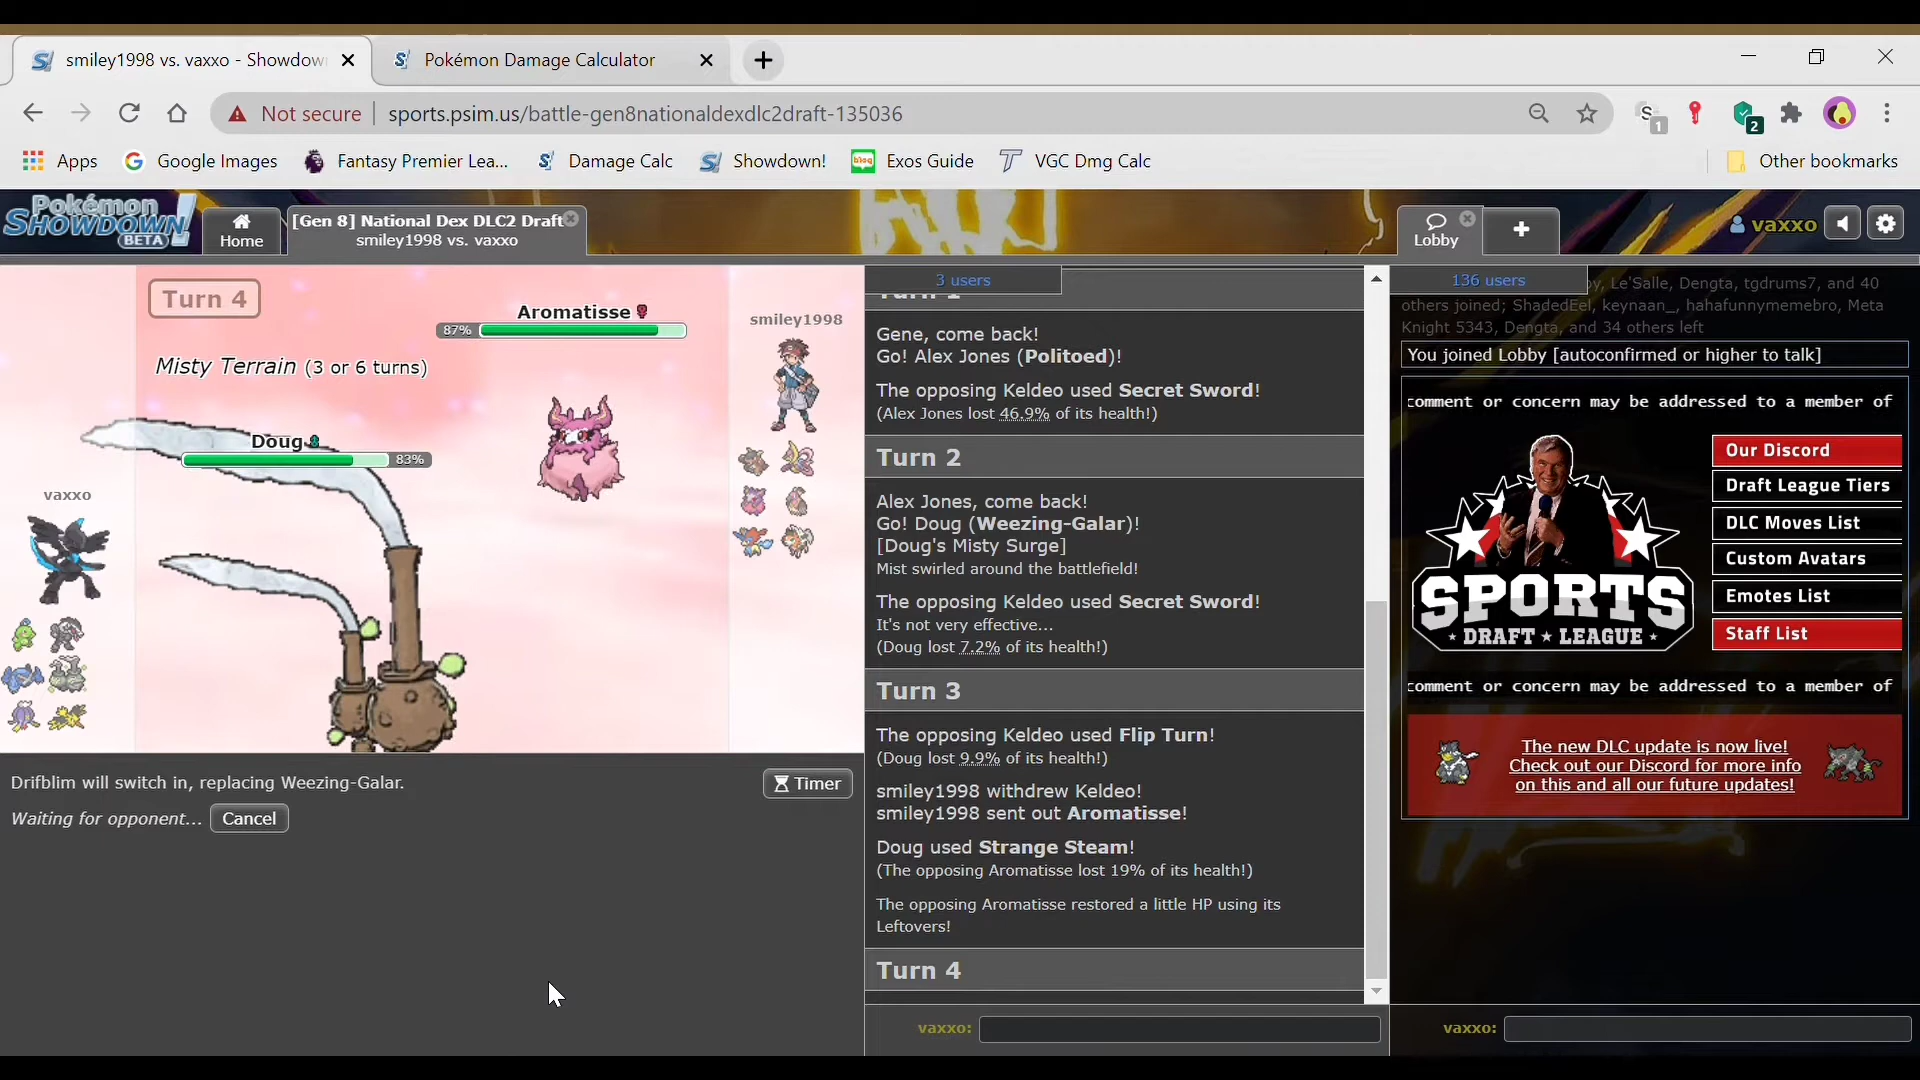 smiley1998 vs. vaxxo - Showdow
Pokémon Damage Calculator
Not secure
sports.psim.us/battle-gen8nationaldexdlc2draft-135036
1
2
Apps
Google Images
Fantasy Premier Lea...
Damage Calc
Showdown!
blog
Exos Guide
VGC Dmg Calc
Other bookmarks
Pokémon
SHOWDOWN!
BETA
Home
[Gen 8] National Dex DLC2 Draft
smiley1998 vs. vaxxo
Lobby
vaxxo
Turn 4
Aromatisse
87%
Misty Terrain (3 or 6 turns)
Doug
83%
smiley1998
vaxxo
Drifblim will switch in, replacing Weezing-Galar.
Timer
Waiting for opponent...
Cancel
3 users
Turn 1
Gene, come back!
Go! Alex Jones (Politoed)!
The opposing Keldeo used Secret Sword!
(Alex Jones lost 46.9% of its health!)
Turn 2
Alex Jones, come back!
Go! Doug (Weezing-Galar)!
[Doug's Misty Surge]
Mist swirled around the battlefield!
The opposing Keldeo used Secret Sword!
It's not very effective...
(Doug lost 7.2% of its health!)
Turn 3
The opposing Keldeo used Flip Turn!
(Doug lost 9.9% of its health!)
smiley1998 withdrew Keldeo!
smiley1998 sent out Aromatisse!
Doug used Strange Steam!
(The opposing Aromatisse lost 19% of its health!)
The opposing Aromatisse restored a little HP using its
Leftovers!
Turn 4
vaxxo:
136 users
oy, Le'Salle, Dengta, tgdrums7, and 40
others joined; ShadedEel, keynaan_, hahafunnymemebro, Meta
Knight 5343, Dengta, and 34 others left
You joined Lobby [autoconfirmed or higher to talk]
comment or concern may be addressed to a member of
SPORTS
DRAFT ★ LEAGUE
Our Discord
Draft League Tiers
DLC Moves List
Custom Avatars
Emotes List
Staff List
comment or concern may be addressed to a member of
The new DLC update is now live!
Check out our Discord for more info
on this and all our future updates!
vaxxo: